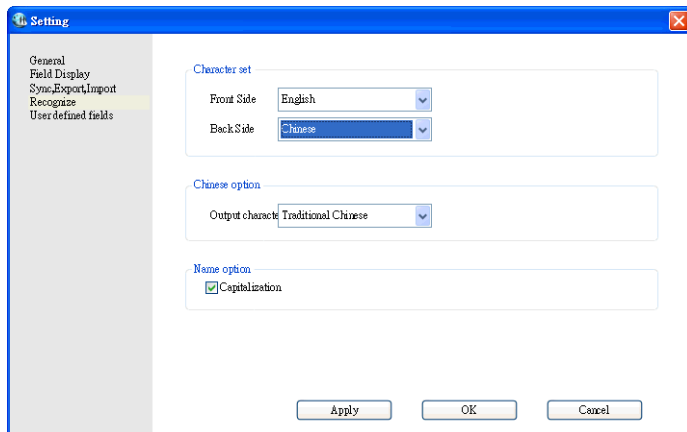 Setting
General
Field Display
Sync,Export,Import
Recognize
User defined fields
Character set
Front Side English
Back Side Chinese
Chinese option
Output characte Traditional Chinese
Name option
Capitalization
Apply OK Cancel